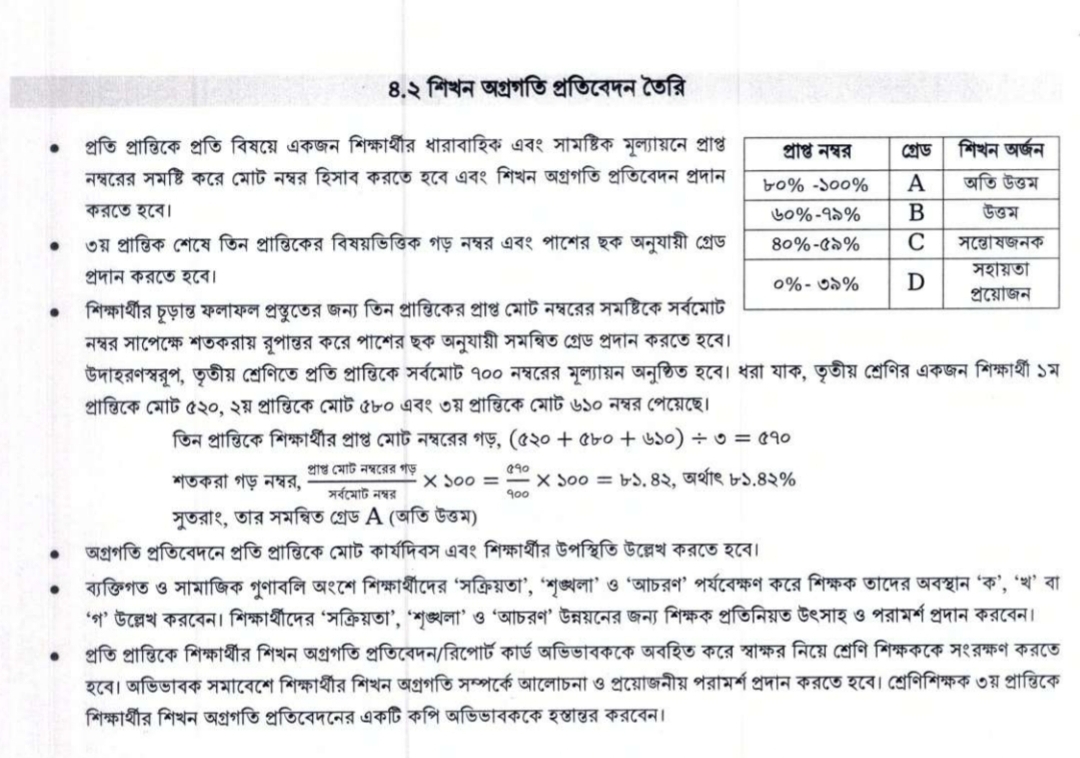 ৪.২ শিখন অগ্রগতি প্রতিবেদন তৈরি
• প্রতি প্রান্তিকে প্রতি বিষয়ে একজন শিক্ষার্থীর ধারাবাহিক এবং সামষ্টিক মূল্যায়নে প্রাপ্ত
নম্বরের সমষ্টি করে মোট নম্বর হিসাব করতে হবে এবং শিখন অগ্রগতি প্রতিবেদন প্রদান
করতে হবে।
• ৩য় প্রান্তিক শেষে তিন প্রান্তিকের বিষয়ভিত্তিক গড় নম্বর এবং পাশের ছক অনুযায়ী গ্রেড
প্রদান করতে হবে।
• শিক্ষার্থীর চূড়ান্ত ফলাফল প্রস্তুতের জন্য তিন প্রান্তিকের প্রাপ্ত মোট নম্বরের সমষ্টিকে সর্বমোট
নম্বর সাপেক্ষে শতকরায় রূপান্তর করে পাশের ছক অনুযায়ী সমন্বিত গ্রেড প্রদান করতে হবে।
প্রাপ্ত নম্বর গ্রেড শিখন অর্জন
৮০% -১০০% A অতি উত্তম
৬০%-৭৯% B উত্তম
৪০%-৫৯% C সন্তোষজনক
০% - ৩৯% D সহায়তা
প্রয়োজন
উদাহরণস্বরূপ, তৃতীয় শ্রেণিতে প্রতি প্রান্তিকে সর্বমোট ৭০০ নম্বরের মূল্যায়ন অনুষ্ঠিত হবে। ধরা যাক, তৃতীয় শ্রেণির একজন শিক্ষার্থী ১ম
প্রান্তিকে মোট ৫২০, ২য় প্রান্তিকে মোট ৫৮০ এবং ৩য় প্রান্তিকে মোট ৬১০ নম্বর পেয়েছে।
তিন প্রান্তিকে শিক্ষার্থীর প্রাপ্ত মোট নম্বরের গড়, (৫২০ + ৫৮০ + ৬১০) ÷ ৩ = ৫৭০
শতকরা গড় নম্বর, প্রাপ্ত মোট নম্বরের গড়/সর্বমোট নম্বর × ১০০ = ৫৭০/৭০০ × ১০০ = ৮১.৪২, অর্থাৎ ৮১.৪২%
সুতরাং, তার সমন্বিত গ্রেড A (অতি উত্তম)
• অগ্রগতি প্রতিবেদনে প্রতি প্রান্তিকে মোট কার্যদিবস এবং শিক্ষার্থীর উপস্থিতি উল্লেখ করতে হবে।
• ব্যক্তিগত ও সামাজিক গুণাবলি অংশে শিক্ষার্থীদের ‘সক্রিয়তা’, ‘শৃঙ্খলা’ ও ‘আচরণ’ পর্যবেক্ষণ করে শিক্ষক তাদের অবস্থান ‘ক’, ‘খ’ বা
‘গ’ উল্লেখ করবেন। শিক্ষার্থীদের ‘সক্রিয়তা’, ‘শৃঙ্খলা’ ও ‘আচরণ’ উন্নয়নের জন্য শিক্ষক প্রতিনিয়ত উৎসাহ ও পরামর্শ প্রদান করবেন।
• প্রতি প্রান্তিকে শিক্ষার্থীর শিখন অগ্রগতি প্রতিবেদন/রিপোর্ট কার্ড অভিভাবককে অবহিত করে স্বাক্ষর নিয়ে শ্রেণি শিক্ষককে সংরক্ষণ করতে
হবে। অভিভাবক সমাবেশে শিক্ষার্থীর শিখন অগ্রগতি সম্পর্কে আলোচনা ও প্রয়োজনীয় পরামর্শ প্রদান করতে হবে। শ্রেণিশিক্ষক ৩য় প্রান্তিকে
শিক্ষার্থীর শিখন অগ্রগতি প্রতিবেদনের একটি কপি অভিভাবককে হস্তান্তর করবেন।